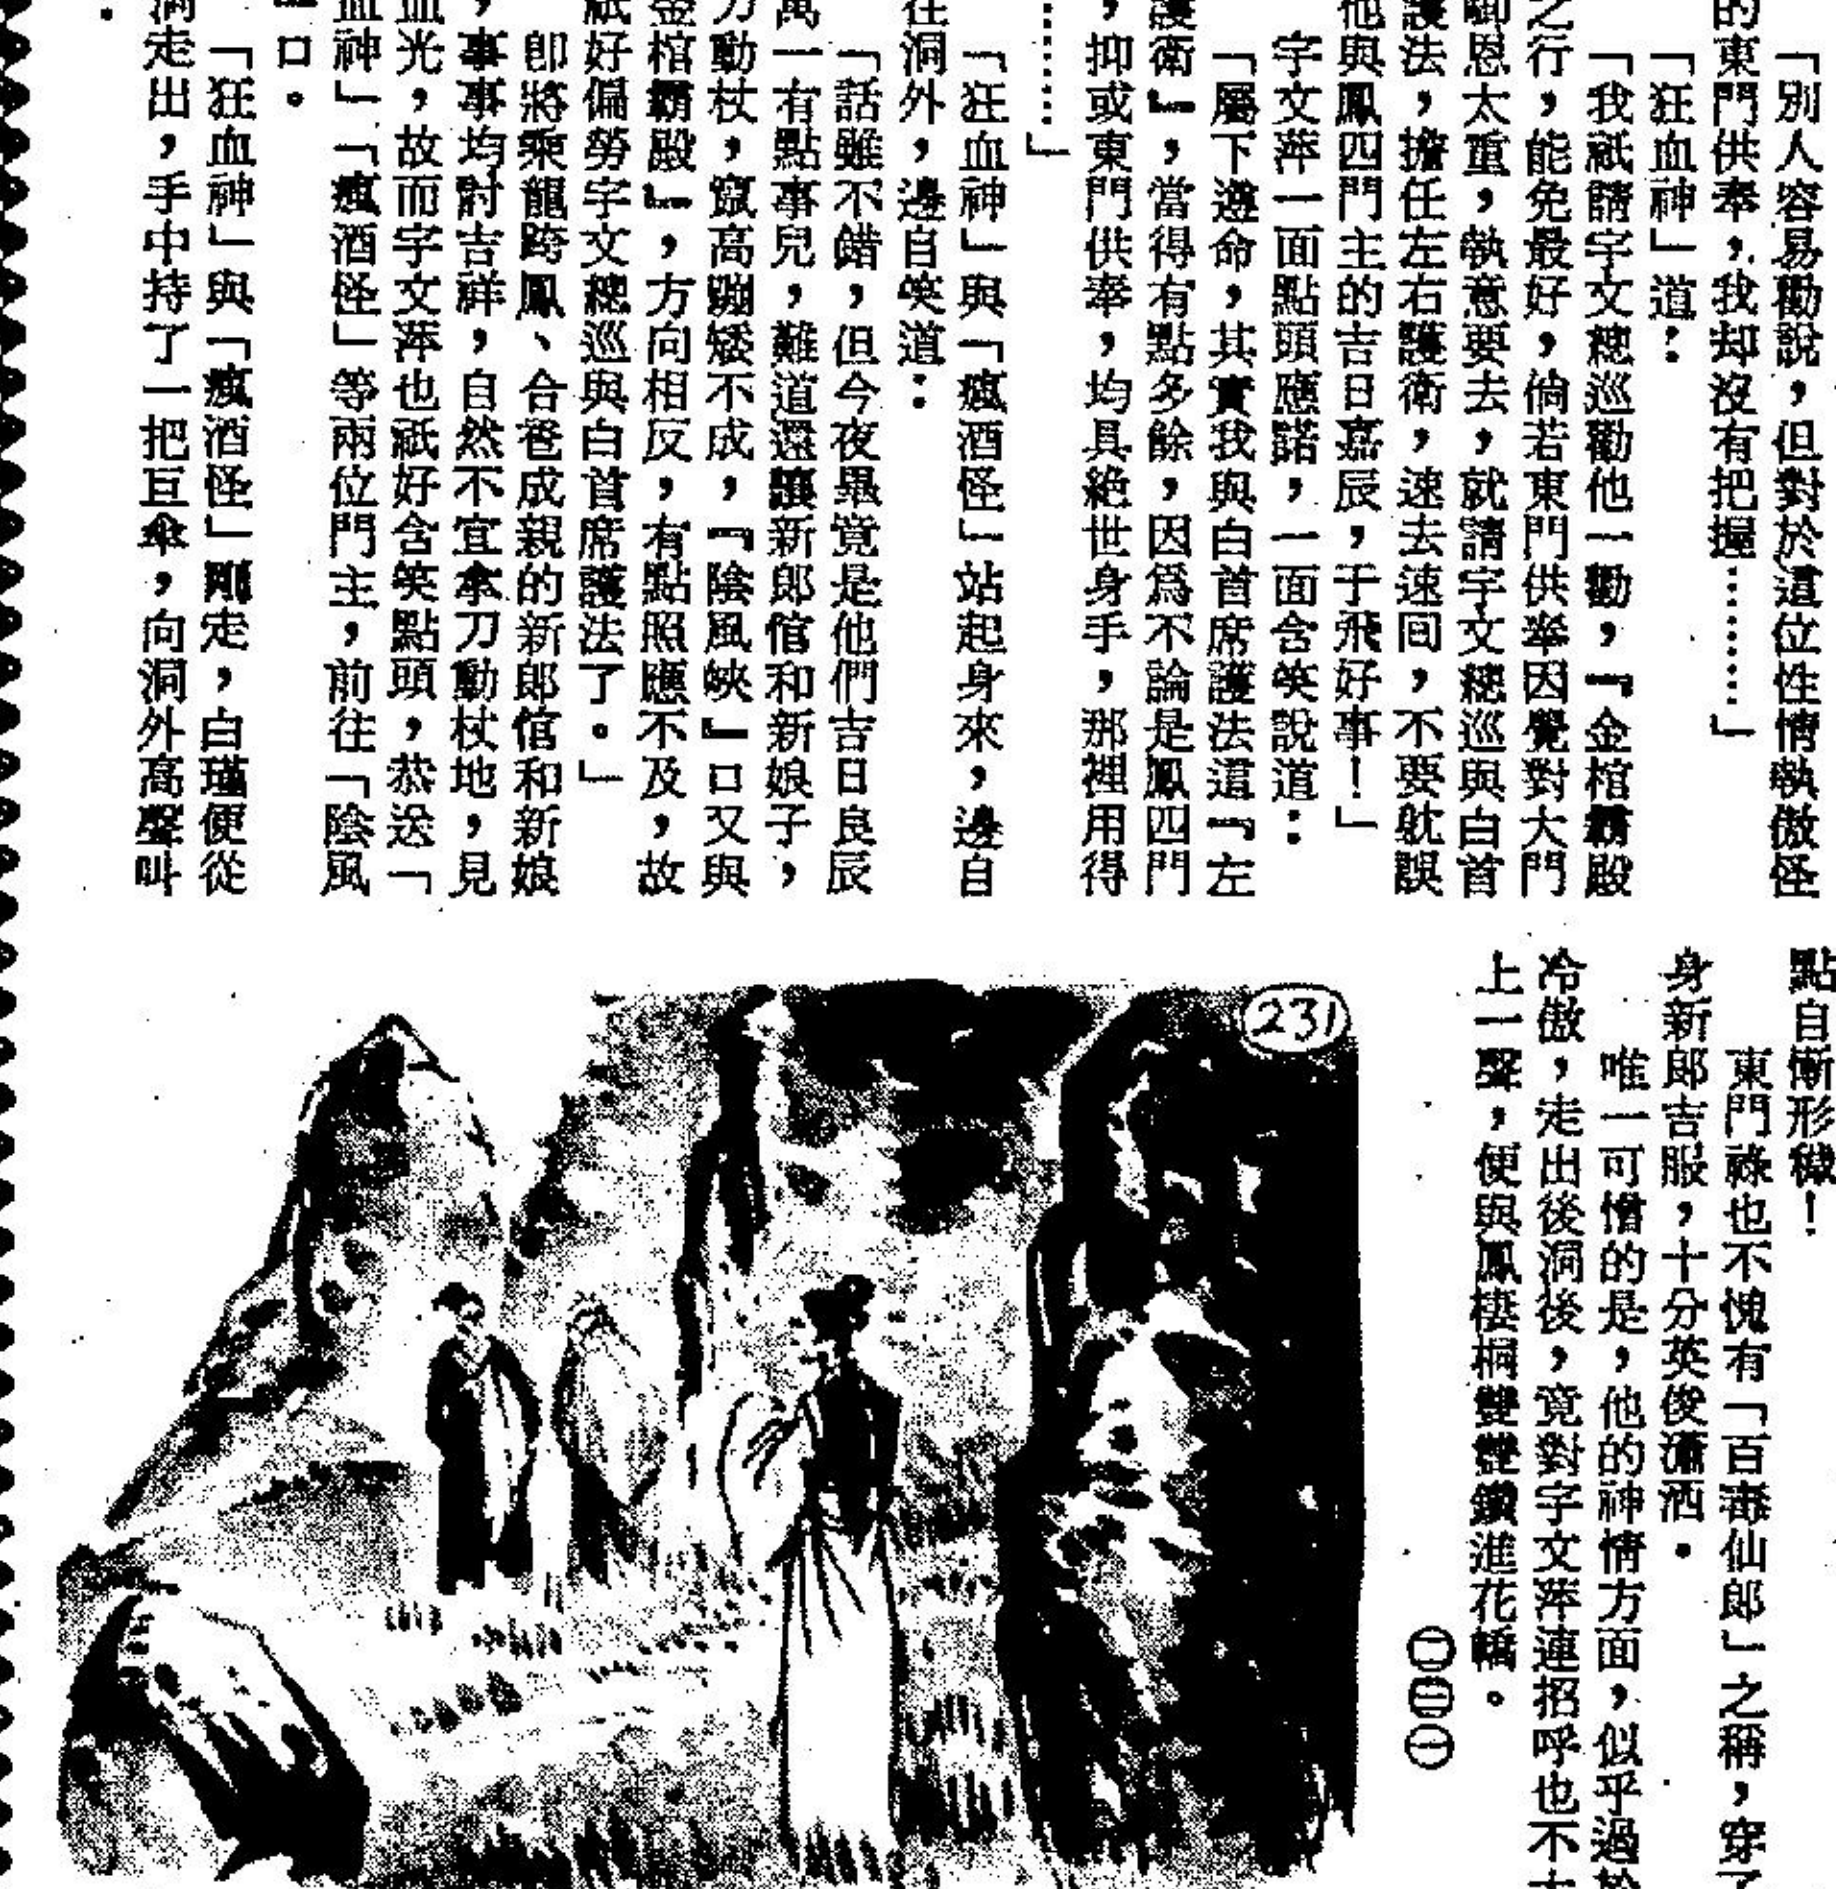 「別人容易勸說，但對於這位性情執傲怪
的東門供奉，我却沒有把握………」
「狂血神」道：
「我祇請宇文總巡勸他一勸，『金棺霸殿
之行，能免最好，倘若東門供奉因覺對大門
恩太重，執意要去，就請宇文總巡與白首
護法，擔任左右護衛，速去速回，不要躭誤
他與鳳四門主的吉日嘉辰，于飛好事！」
宇文萍一面點頭應諾，一面含笑說道：
「屬下遵命，其實我與白首席護法這『左
護衛』，當得有點多餘，因爲不論是鳳四門
，抑或東門供奉，均具絕世身手，那裡用得
………」
「狂血神」與「瘋酒怪」站起身來，邊自
往洞外，邊自笑道：
「話雖不錯，但今夜畢竟是他們吉日良辰
萬一有點事兒，難道還讓新郎倌和新娘子，
力動杖，竄高蹦矮不成，『陰風峽』口又與
金棺霸殿』，方向相反，有點照應不及，故
祇好偏勞宇文總巡與白首席護法了。」
卽將乘龍跨鳳、合巹成親的新郎倌和新娘
，事事均討吉祥，自然不宜拿刀動杖地，見
血光，故而宇文萍也祇好含笑點頭，恭送「
血神」「瘋酒怪」等兩位門主，前往「陰風
口。
「狂血神」與「瘋酒怪」剛走，白瑾便從
洞走出，手中持了一把巨傘，向洞外高聲叫
點自慚形穢！
東門祿也不愧有「百毒仙郎」之稱，穿了
身新郎吉服，十分英俊瀟洒。
唯一可憎的是，他的神情方面，似乎過於
冷傲，走出後洞後，竟對宇文萍連招呼也不
上一聲，便與鳳棲梧雙雙鑽進花轎。
㊁㊂㊀
231